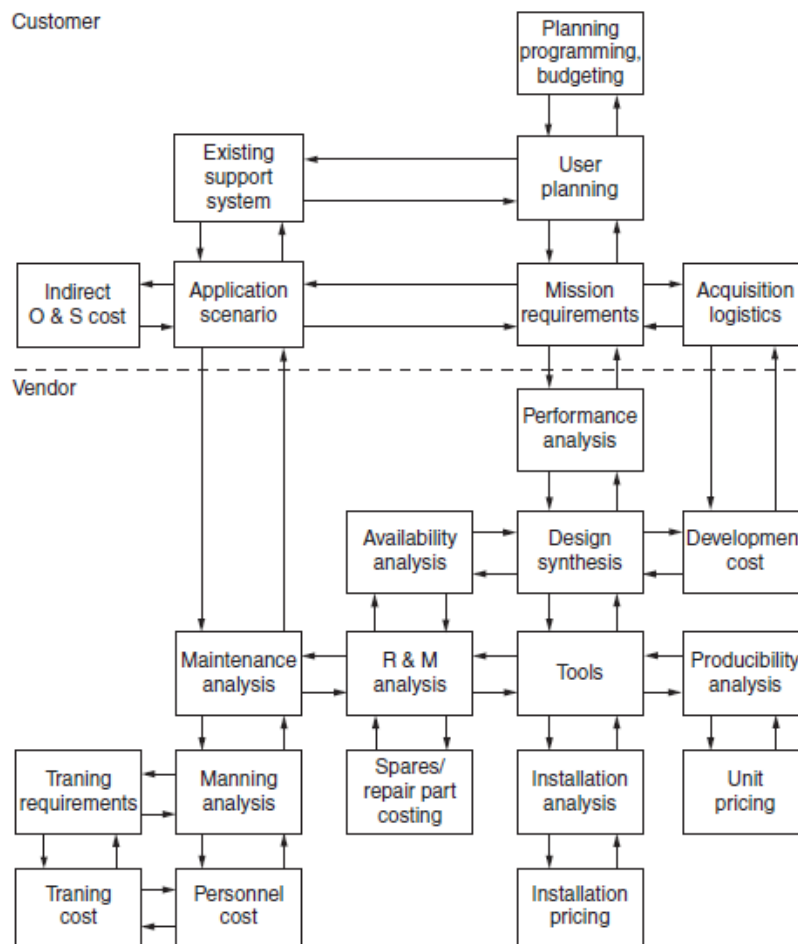 Customer
Planning
programming,
budgeting
Existing
support
system
User
planning
Indirect
O & S cost
Application
scenario
Mission
requirements
Acquisition
logistics
Vendor
Performance
analysis
Availability
analysis
Design
synthesis
Development
cost
Maintenance
analysis
R & M
analysis
Tools
Producibility
analysis
Traning
requirements
Manning
analysis
Spares/
repair part
costing
Installation
analysis
Unit
pricing
Traning
cost
Personnel
cost
Installation
pricing